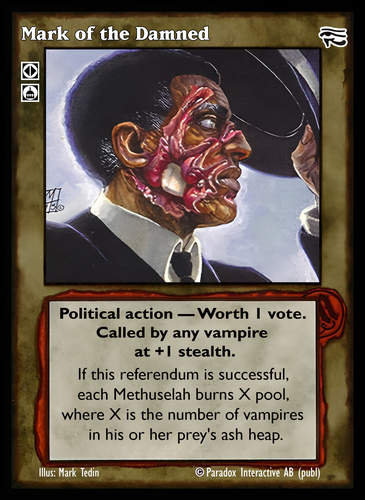 Mark of the Damned
Political action — Worth 1 vote.
Called by any vampire
at +1 stealth.
If this referendum is successful,
each Methuselah burns X pool,
where X is the number of vampires
in his or her prey's ash heap.
Illus: Mark Tedin
© Paradox Interactive AB (publ)